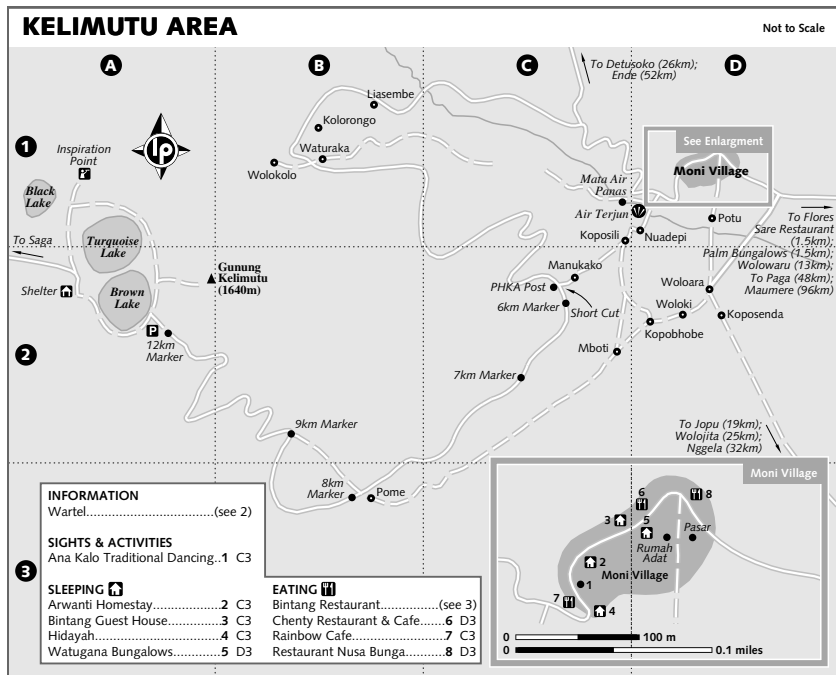 KELIMUTU AREA
Not to Scale
A
B
C
D
To Detusoko (26km);
Ende (52km)
Liasembe
Kolorongo
1
Inspiration
Point
lp
Waturaka
Wolokolo
See Enlargment
Moni Village
Black
Lake
Mata Air
Panas
Air Terjun
Potu
To Flores
Sare Restaurant
(1.5km);
Palm Bungalows (1.5km);
Wolowaru (13km);
To Paga (48km);
Maumere (96km)
To Saga
Turquoise
Lake
Koposili
Nuadepi
Gunung
Kelimutu
(1640m)
Manukako
Shelter
Brown
Lake
PHKA Post
6km Marker
Short Cut
Woloara
Woloki
Koposenda
Kopobhobe
P
12km
Marker
2
Mboti
7km Marker
9km Marker
To Jopu (19km);
Wolojita (25km);
Nggela (32km)
8km
Marker
Pome
Moni Village
INFORMATION
Wartel..............................(see 2)
SIGHTS & ACTIVITIES
Ana Kalo Traditional Dancing..1 C3
3
SLEEPING
Arwanti Homestay................2 C3
Bintang Guest House............3 C3
Hidayah..............................4 C3
Watugana Bungalows...........5 D3
EATING
Bintang Restaurant................(see 3)
Chenty Restaurant & Cafe.....6 D3
Rainbow Cafe.......................7 C3
Restaurant Nusa Bunga.........8 D3
6
8
3
5
Pasar
Rumah
Adat
2
Moni Village
1
7
4
0 100 m
0 0.1 miles